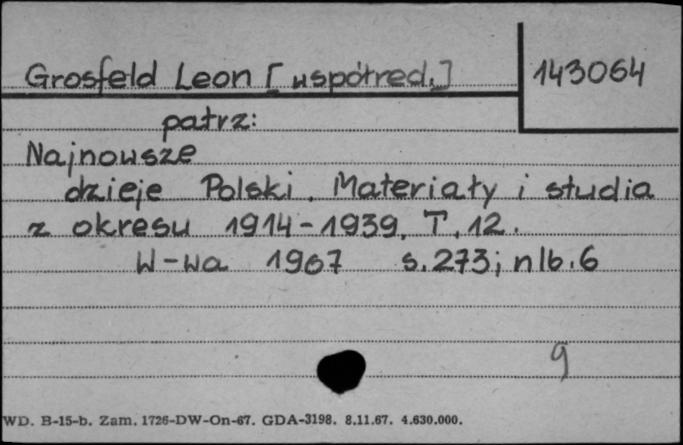 Grosfeld Leon [współred.]
143064
patrz:
Najnowsze
dzieje Polski. Materiały i studia
z okresu 1914-1939. T. 12.
W-wa 1967 s. 273; nlb. 6
9
WD. B-15-b. Zam. 1726-DW-On-67. GDA-3198. 8.11.67. 4.630.000.